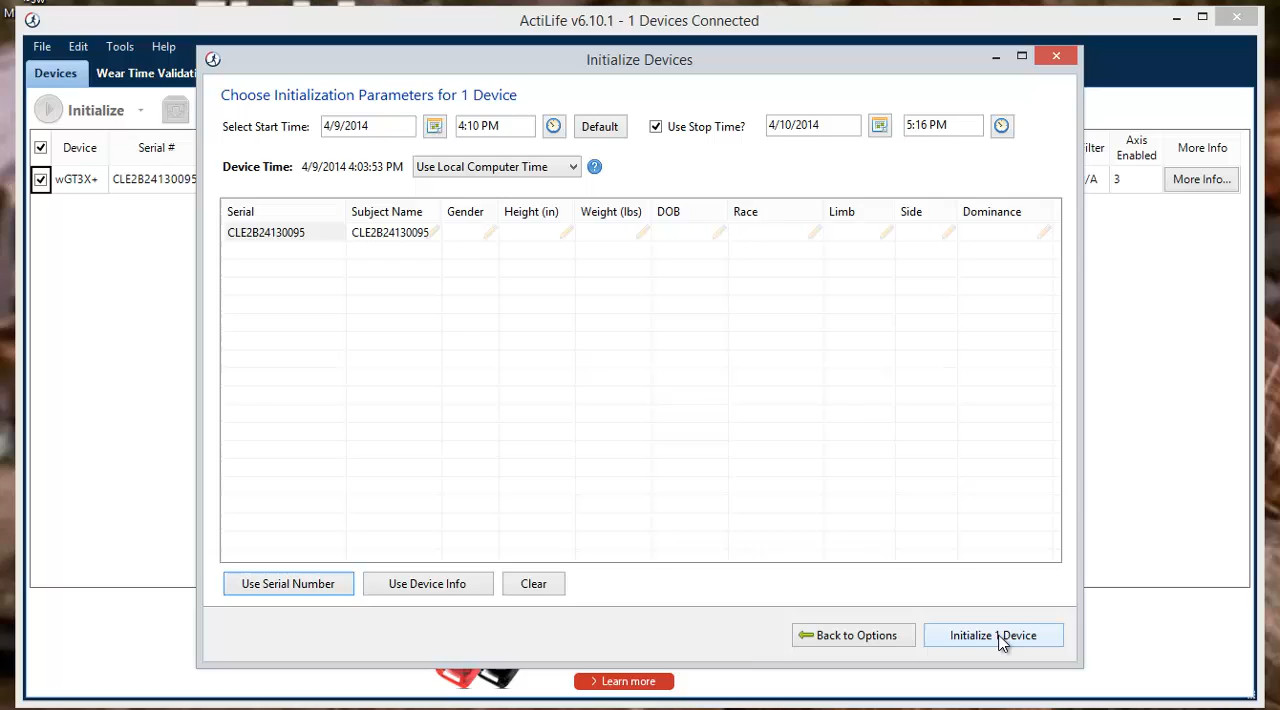 ActiLife v6.10.1 - 1 Devices Connected
File Edit Tools Help
Initialize Devices
Devices Wear Time Validati
Choose Initialization Parameters for 1 Device
Initialize
Select Start Time: 4/9/2014 4:10 PM Default Use Stop Time? 4/10/2014 5:16 PM
Device Serial # ilter Axis Enabled More Info
Device Time: 4/9/2014 4:03:53 PM Use Local Computer Time
wGT3X+ CLE2B24130095 /A 3 More Info...
Serial Subject Name Gender Height (in) Weight (lbs) DOB Race Limb Side Dominance
CLE2B24130095 CLE2B24130095
Use Serial Number Use Device Info Clear
Back to Options Initialize 1 Device
> Learn more